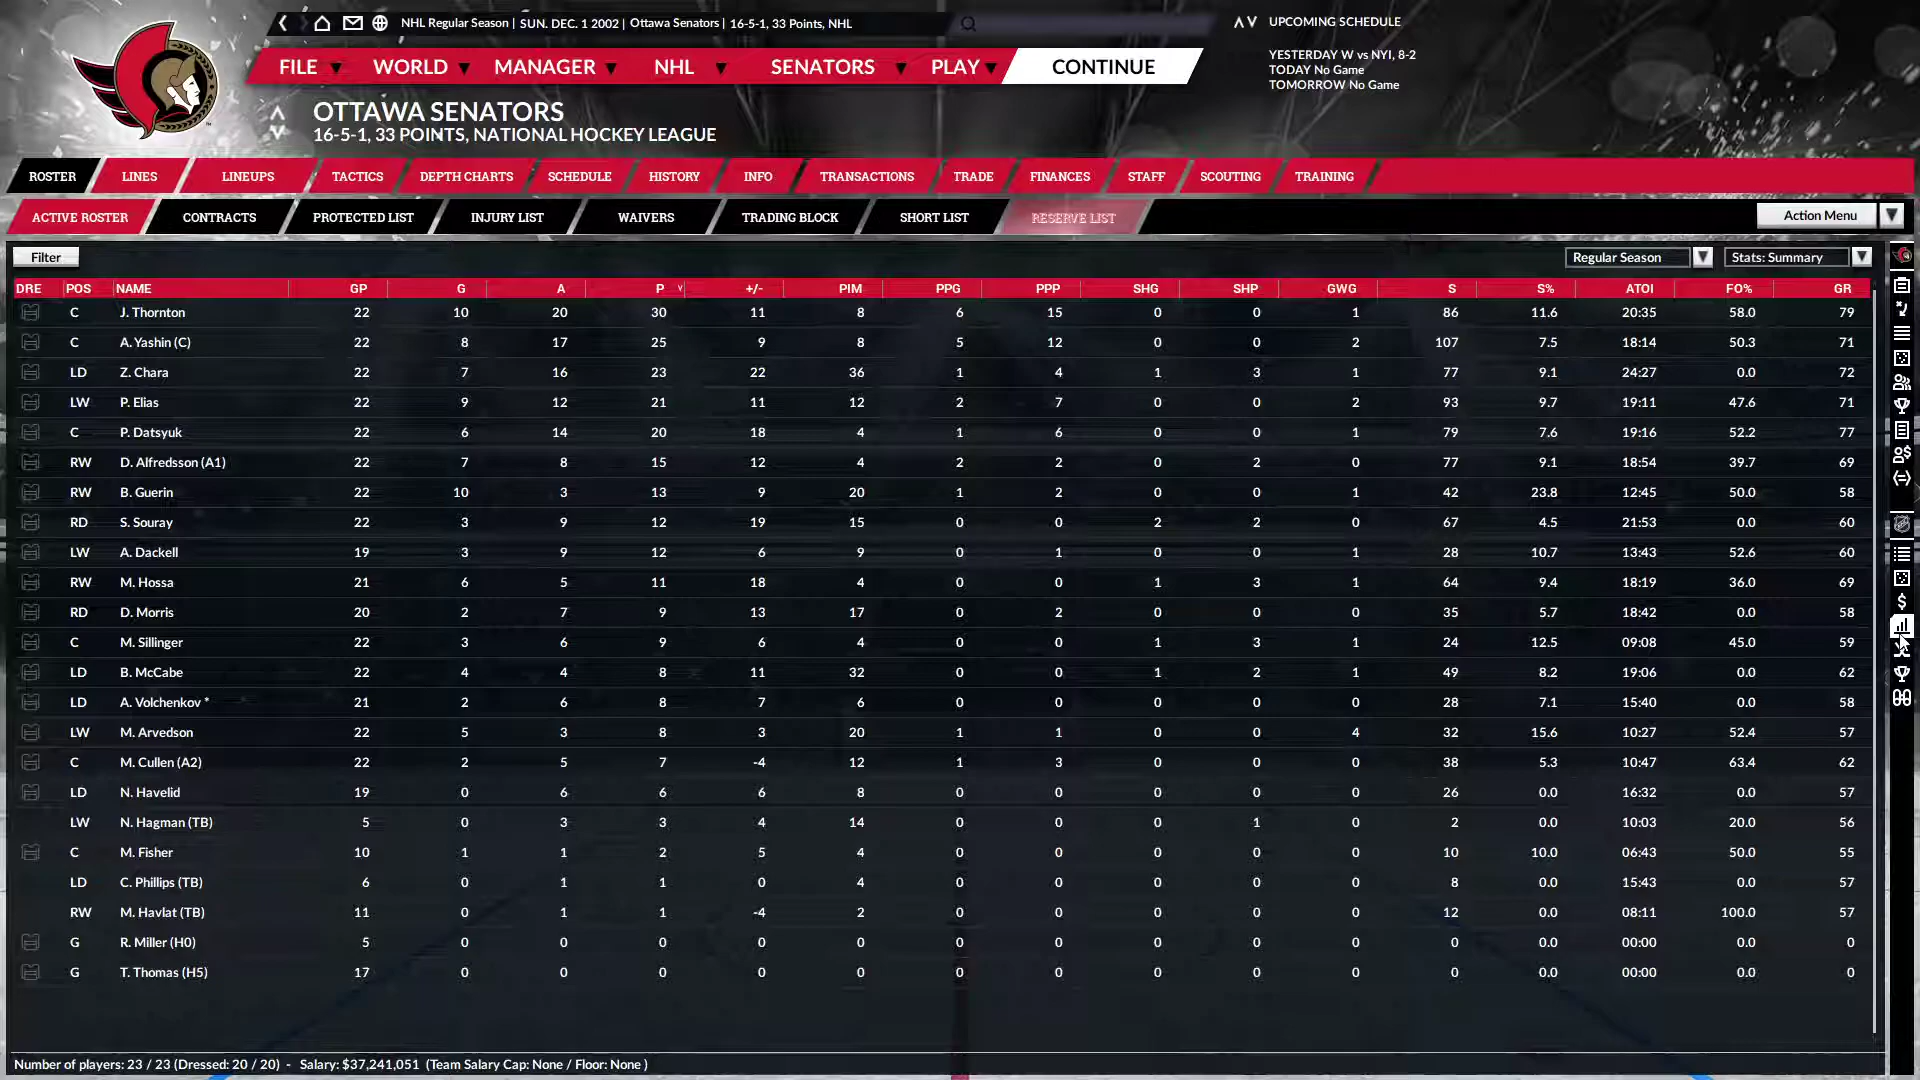 NHL Regular Season | SUN. DEC. 1 2002 | Ottawa Senators | 16-5-1, 33 Points, NHL
UPCOMING SCHEDULE
YESTERDAY W vs NYI, 8-2
TODAY No Game
TOMORROW No Game
FILE WORLD MANAGER NHL SENATORS PLAY CONTINUE
OTTAWA SENATORS
16-5-1, 33 POINTS, NATIONAL HOCKEY LEAGUE
ROSTER LINES LINEUPS TACTICS DEPTH CHARTS SCHEDULE HISTORY INFO TRANSACTIONS TRADE FINANCES STAFF SCOUTING TRAINING
ACTIVE ROSTER CONTRACTS PROTECTED LIST INJURY LIST WAIVERS TRADING BLOCK SHORT LIST RESERVE LIST Action Menu
Filter Regular Season Stats: Summary
DRE POS NAME GP G A P +/- PIM PPG PPP SHG SHP GWG S S% ATOI FO% GR
C J. Thornton 22 10 20 30 11 8 6 15 0 0 1 86 11.6 20:35 58.0 79
C A. Yashin (C) 22 8 17 25 9 8 5 12 0 0 2 107 7.5 18:14 50.3 71
LD Z. Chara 22 7 16 23 22 36 1 4 1 3 1 77 9.1 24:27 0.0 72
LW P. Elias 22 9 12 21 11 12 2 7 0 0 2 93 9.7 19:11 47.6 71
C P. Datsyuk 22 6 14 20 18 4 1 6 0 0 1 79 7.6 19:16 52.2 77
RW D. Alfredsson (A1) 22 7 8 15 12 4 2 2 0 2 0 77 9.1 18:54 39.7 69
RW B. Guerin 22 10 3 13 9 20 1 2 0 0 1 42 23.8 12:45 50.0 58
RD S. Souray 22 3 9 12 19 15 0 0 2 2 0 67 4.5 21:53 0.0 60
LW A. Dackell 19 3 9 12 6 9 0 1 0 0 1 28 10.7 13:43 52.6 60
RW M. Hossa 21 6 5 11 18 4 0 0 1 3 1 64 9.4 18:19 36.0 69
RD D. Morris 20 2 7 9 13 17 0 2 0 0 0 35 5.7 18:42 0.0 58
C M. Sillinger 22 3 6 9 6 4 0 0 1 3 1 24 12.5 09:08 45.0 59
LD B. McCabe 22 4 4 8 11 32 0 0 1 2 1 49 8.2 19:06 0.0 62
LD A. Volchenkov * 21 2 6 8 7 6 0 0 0 0 0 28 7.1 15:40 0.0 58
LW M. Arvedson 22 5 3 8 3 20 1 1 0 0 4 32 15.6 10:27 52.4 57
C M. Cullen (A2) 22 2 5 7 -4 12 1 3 0 0 0 38 5.3 10:47 63.4 62
LD N. Havelid 19 0 6 6 6 8 0 0 0 0 0 26 0.0 16:32 0.0 57
LW N. Hagman (TB) 5 0 3 3 4 14 0 0 0 1 0 2 0.0 10:03 20.0 56
C M. Fisher 10 1 1 2 5 4 0 0 0 0 0 10 10.0 06:43 50.0 55
LD C. Phillips (TB) 6 0 1 1 0 4 0 0 0 0 0 8 0.0 15:43 0.0 57
RW M. Havlat (TB) 11 0 1 1 -4 2 0 0 0 0 0 12 0.0 08:11 100.0 57
G R. Miller (H0) 5 0 0 0 0 0 0 0 0 0 0 0 0.0 00:00 0.0 0
G T. Thomas (H5) 17 0 0 0 0 0 0 0 0 0 0 0 0.0 00:00 0.0 0
Number of players: 23 / 23 (Dressed: 20 / 20) - Salary: $37,241,051 (Team Salary Cap: None / Floor: None )